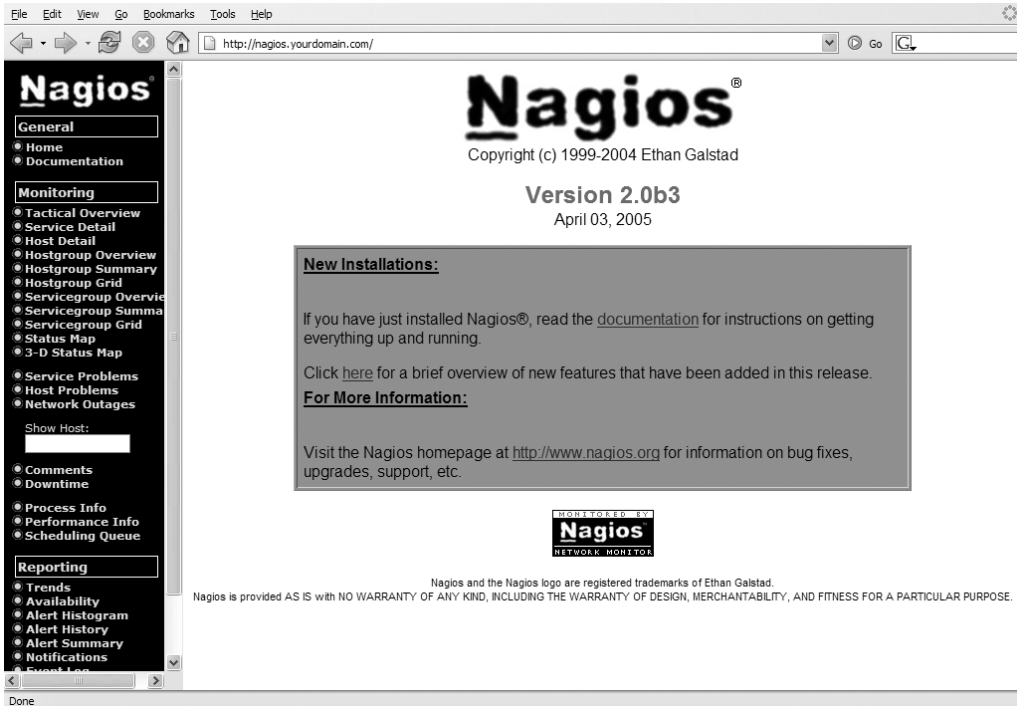 File Edit View Go Bookmarks Tools Help
http://nagios.yourdomain.com/
Go
G
Nagios®
General
Home
Documentation
Monitoring
Tactical Overview
Service Detail
Host Detail
Hostgroup Overview
Hostgroup Summary
Hostgroup Grid
Servicegroup Overvie
Servicegroup Summa
Servicegroup Grid
Status Map
3-D Status Map
Service Problems
Host Problems
Network Outages
Show Host:
Comments
Downtime
Process Info
Performance Info
Scheduling Queue
Reporting
Trends
Availability
Alert Histogram
Alert History
Alert Summary
Notifications
Event Log
Nagios®
Copyright (c) 1999-2004 Ethan Galstad
Version 2.0b3
April 03, 2005
New Installations:
If you have just installed Nagios®, read the documentation for instructions on getting
everything up and running.
Click here for a brief overview of new features that have been added in this release.
For More Information:
Visit the Nagios homepage at http://www.nagios.org for information on bug fixes,
upgrades, support, etc.
MONITORED BY
Nagios
NETWORK MONITOR
Nagios and the Nagios logo are registered trademarks of Ethan Galstad.
Nagios is provided AS IS with NO WARRANTY OF ANY KIND, INCLUDING THE WARRANTY OF DESIGN, MERCHANTABILITY, AND FITNESS FOR A PARTICULAR PURPOSE.
Done